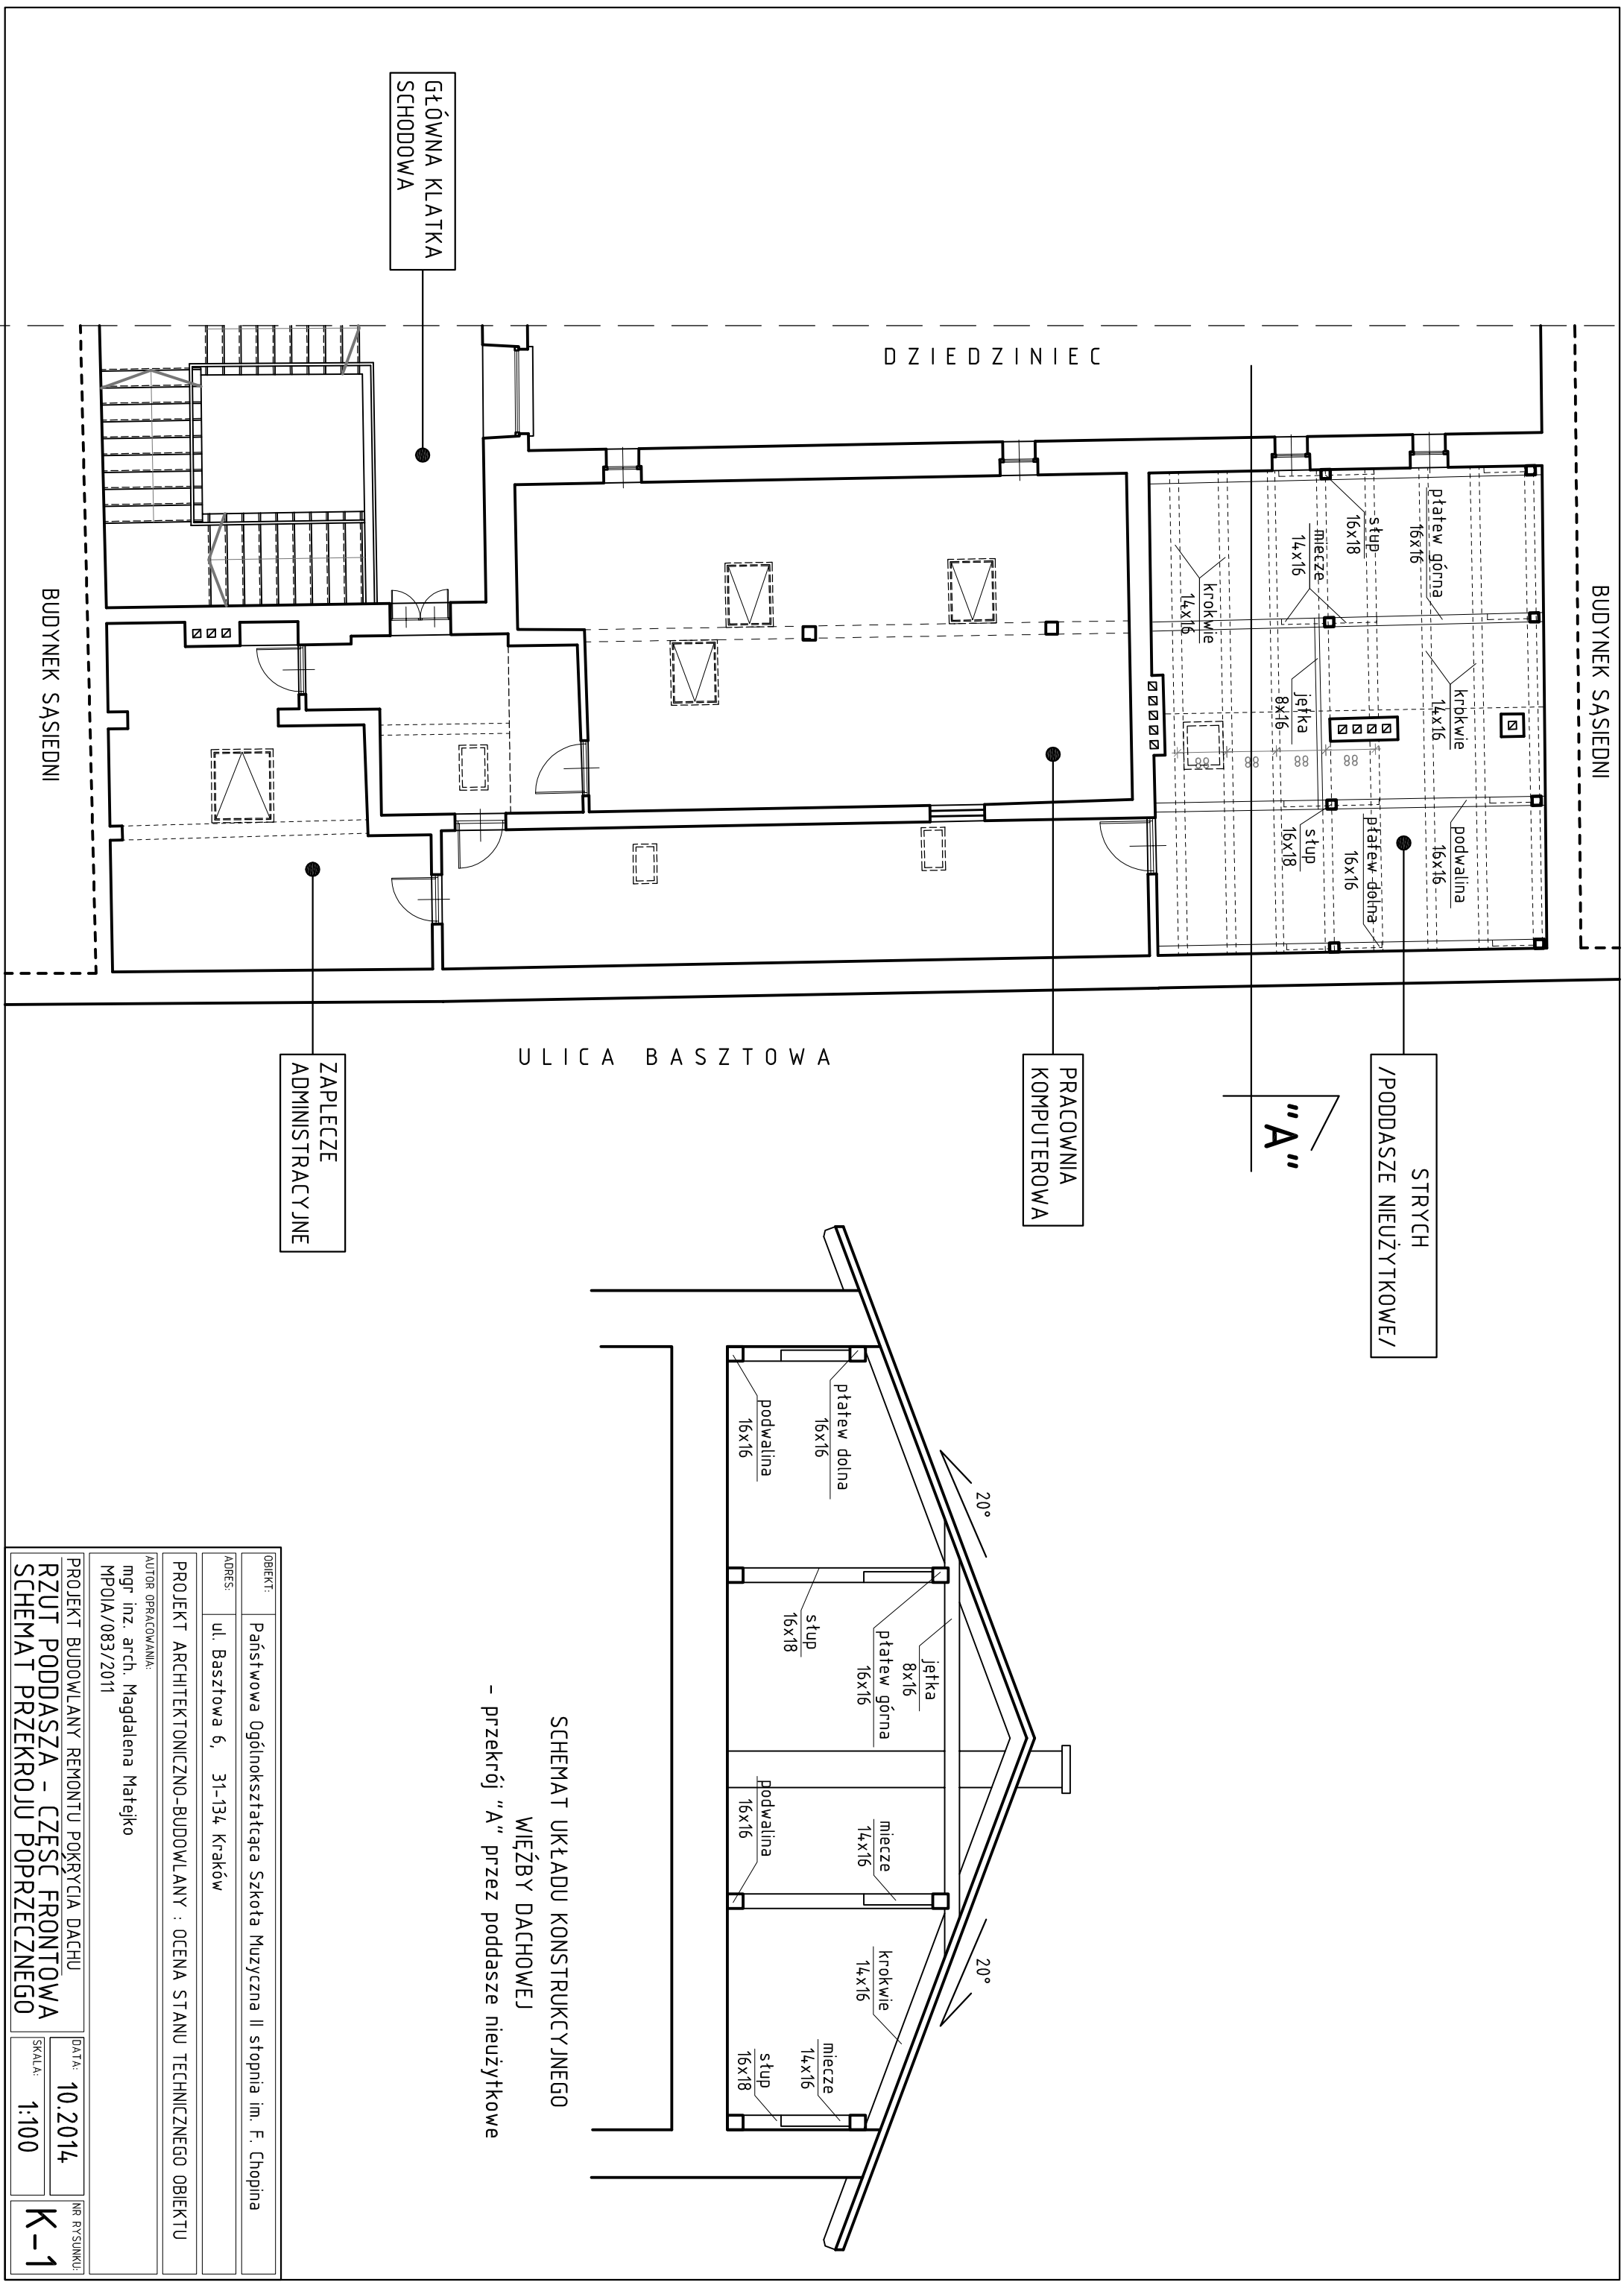 BUDYNEK SĄSIEDNI
STRYCH
/PODDASZE NIEUŻYTKOWE/
płatew górna
16x16
słup
16x18
miecze
14x16
krokwie
14x16
krokwie
14x16
jętka
8x16
88
88
88
88
podwalina
16x16
płatew dolna
16x16
słup
16x18
"A"
DZIEDZINIEC
PRACOWNIA
KOMPUTEROWA
ULICA BASZTOWA
GŁÓWNA KLATKA
SCHODOWA
ZAPLECZE
ADMINISTRACYJNE
BUDYNEK SĄSIEDNI
20°
20°
płatew dolna
16x16
podwalina
16x16
słup
16x18
jętka
8x16
płatew górna
16x16
podwalina
16x16
miecze
14x16
krokwie
14x16
miecze
14x16
słup
16x18
SCHEMAT UKŁADU KONSTRUKCYJNEGO
WIĘŹBY DACHOWEJ
- przekrój "A" przez poddasze nieużytkowe
OBIEKT:
Państwowa Ogólnokształcąca Szkoła Muzyczna II stopnia im. F. Chopina
ADRES:
ul. Basztowa 6, 31-134 Kraków
PROJEKT ARCHITEKTONICZNO-BUDOWLANY : OCENA STANU TECHNICZNEGO OBIEKTU
AUTOR OPRACOWANIA:
mgr inz. arch. Magdalena Matejko
MPOIA/083/2011
PROJEKT BUDOWLANY REMONTU POKRYCIA DACHU
RZUT PODDASZA - CZĘŚĆ FRONTOWA
SCHEMAT PRZEKROJU POPRZECZNEGO
DATA: 10.2014
SKALA: 1:100
NR RYSUNKU:
K-1